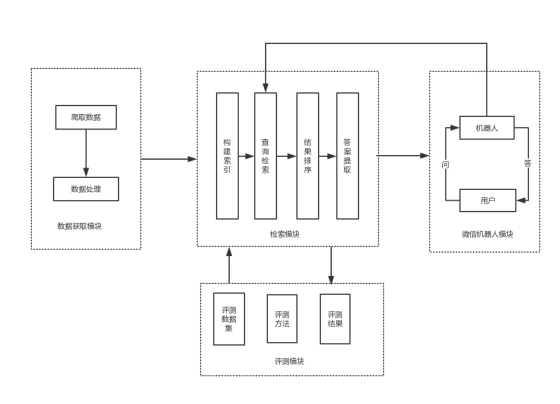 爬取数据
数据处理
数据获取模块
构建索引
查询检索
结果排序
答案提取
检索模块
机器人
问
答
用户
微信机器人模块
评测
数据
集
评测
方法
评测
结果
评测模块